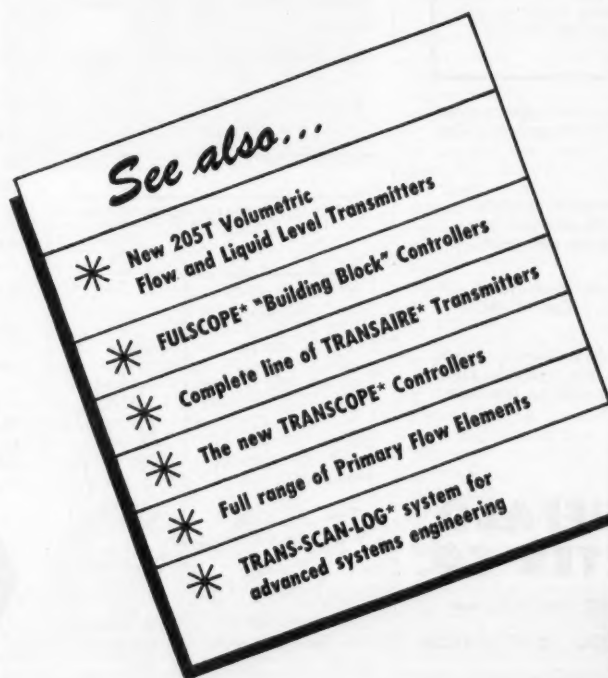 See also...
New 205T Volumetric
Flow and Liquid Level Transmitters
FULSCOPE* "Building Block" Controllers
Complete line of TRANSAIRE* Transmitters
The new TRANSCOPE* Controllers
Full range of Primary Flow Elements
TRANS-SCAN-LOG* system for
advanced systems engineering